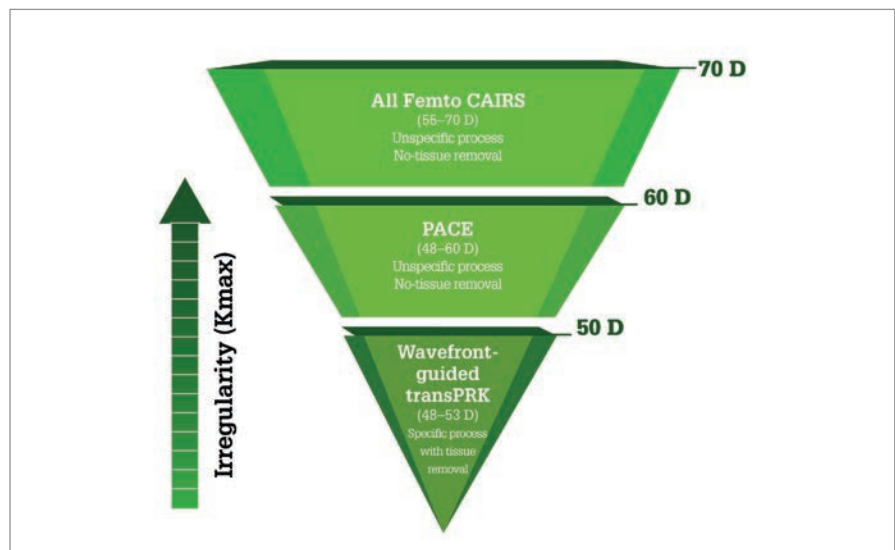 70 D
All Femto CAIRS
(55–70 D)
Unspecific process
No-tissue removal
60 D
PACE
(48–60 D)
Unspecific process
No-tissue removal
50 D
Wavefront-
guided
transPRK
(48–53 D)
Specific process
with tissue
removal
Irregularity (Kmax)